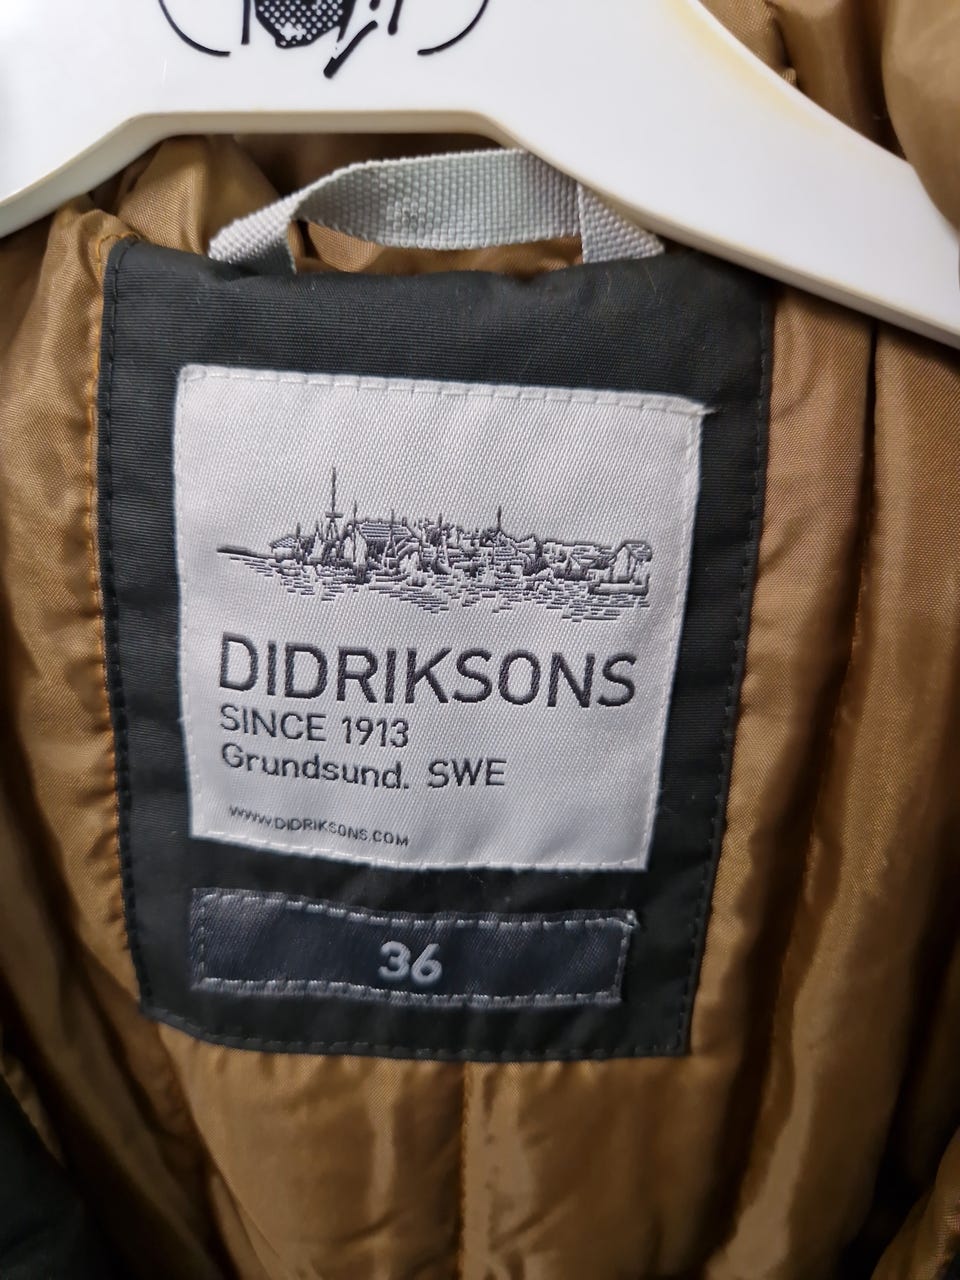 DIDRIKSONS
SINCE 1913
Grundsund. SWE
WWW.DIDRIKSONS.COM
36